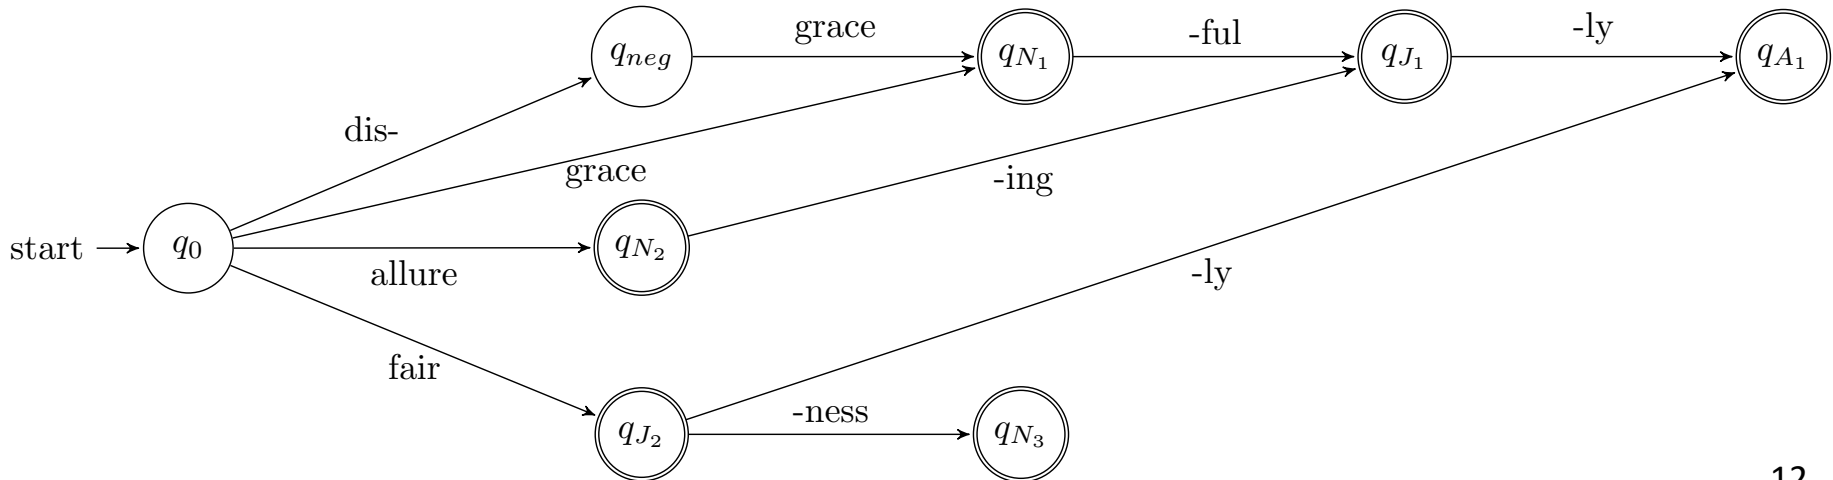 grace -ful -ly
q_neg q_N1 q_J1 q_A1
dis-
grace
-ing
start q_0 q_N2
allure -ly
fair
-ness
q_J2 q_N3
12